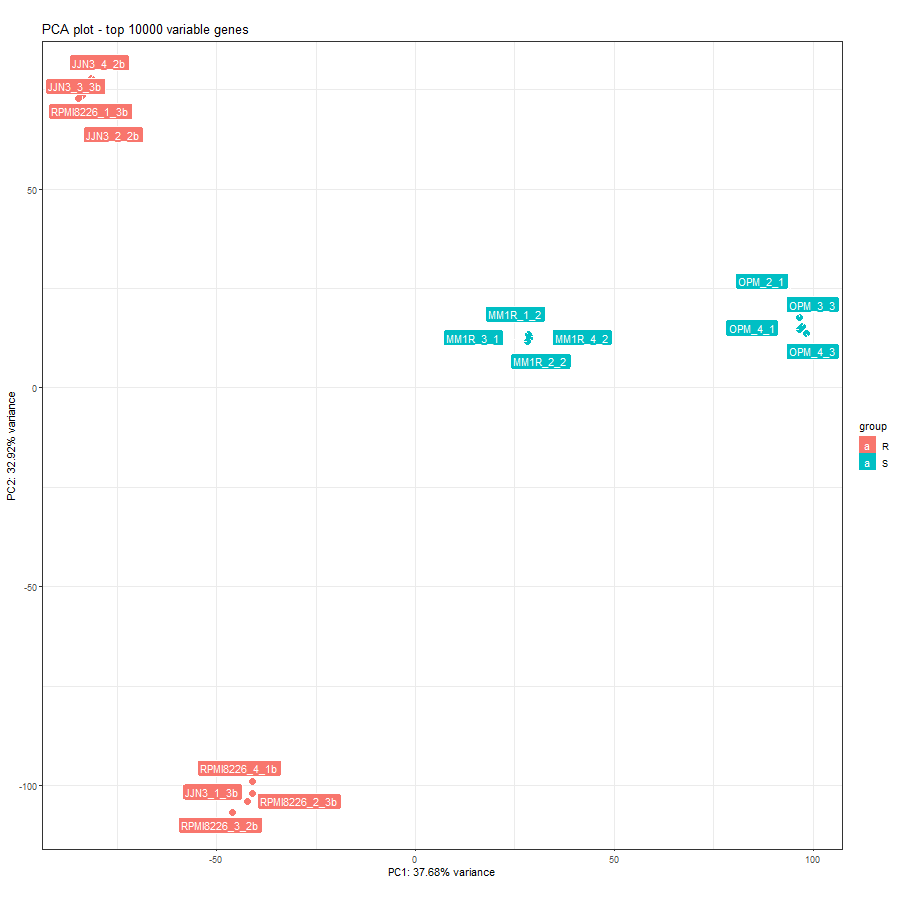 PCA plot - top 10000 variable genes
JJN3_4_2b
JJN3_3_3b
RPMI8226_1_3b
JJN3_2_2b
50
OPM_2_1
OPM_3_3
MM1R_1_2
OPM_4_1
MM1R_3_1
MM1R_4_2
OPM_4_3
MM1R_2_2
0
PC2: 32.92% variance
group
a R
a S
-50
RPMI8226_4_1b
-100
JJN3_1_3b
RPMI8226_2_3b
RPMI8226_3_2b
-50
0
50
100
PC1: 37.68% variance